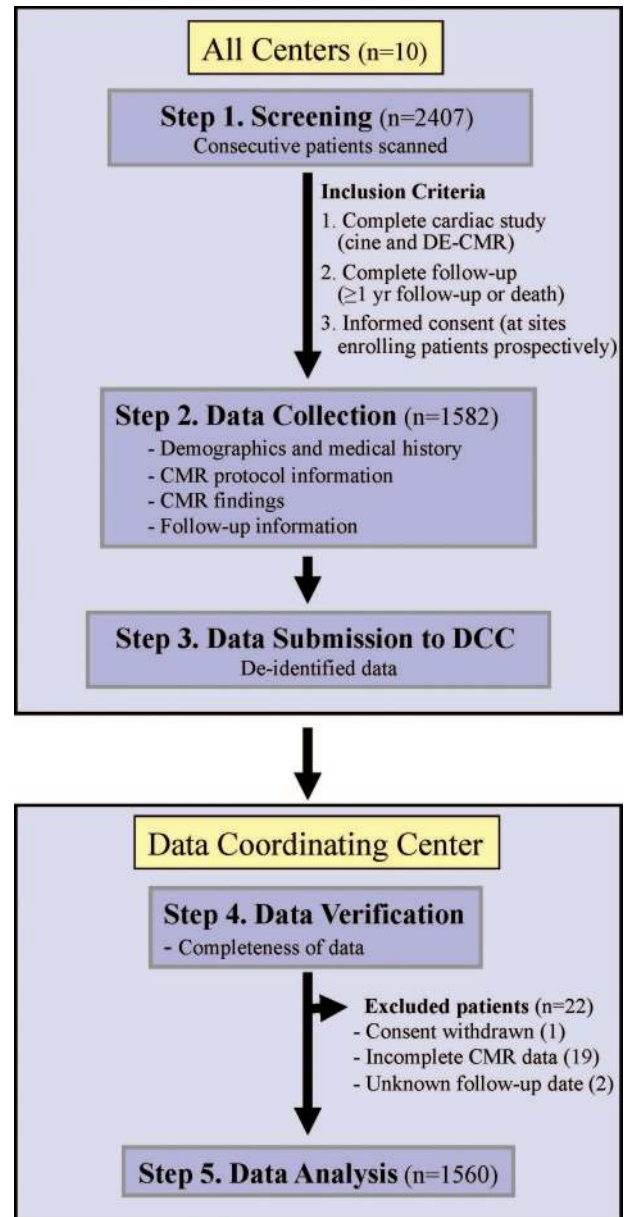 All Centers (n=10)
Step 1. Screening (n=2407)
Consecutive patients scanned
Inclusion Criteria
1. Complete cardiac study
(cine and DE-CMR)
2. Complete follow-up
(≥1 yr follow-up or death)
3. Informed consent (at sites
enrolling patients prospectively)
Step 2. Data Collection (n=1582)
- Demographics and medical history
- CMR protocol information
- CMR findings
- Follow-up information
Step 3. Data Submission to DCC
De-identified data
Data Coordinating Center
Step 4. Data Verification
- Completeness of data
Excluded patients (n=22)
- Consent withdrawn (1)
- Incomplete CMR data (19)
- Unknown follow-up date (2)
Step 5. Data Analysis (n=1560)